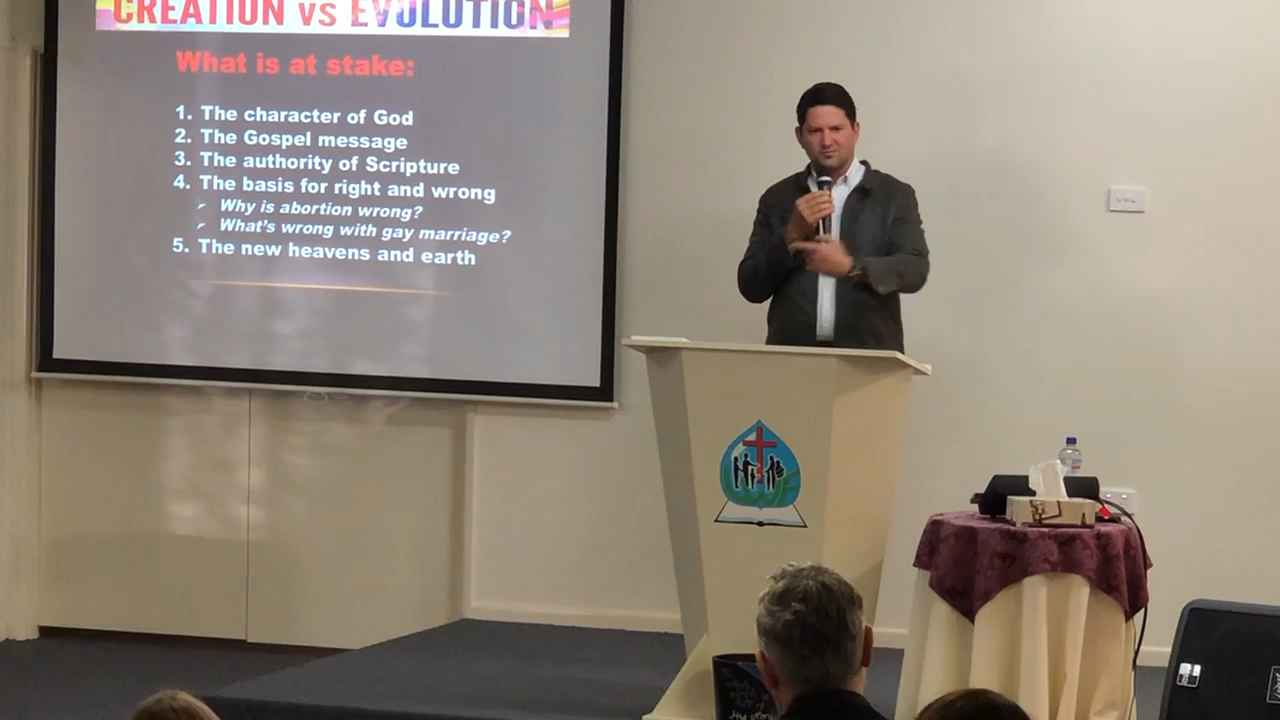 CREATION vs EVOLUTION
What is at stake:
1. The character of God
2. The Gospel message
3. The authority of Scripture
4. The basis for right and wrong
Why is abortion wrong?
What's wrong with gay marriage?
5. The new heavens and earth